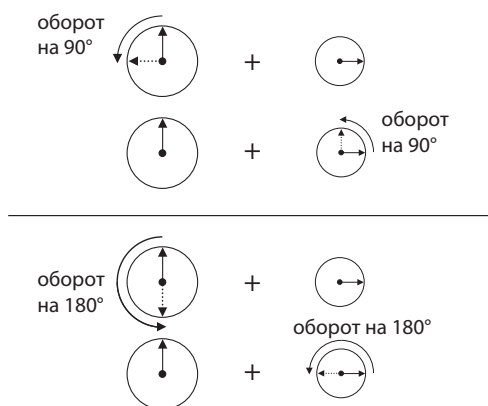 оборот
на 90°
+
+
оборот
на 90°
оборот
на 180°
+
оборот на 180°
+